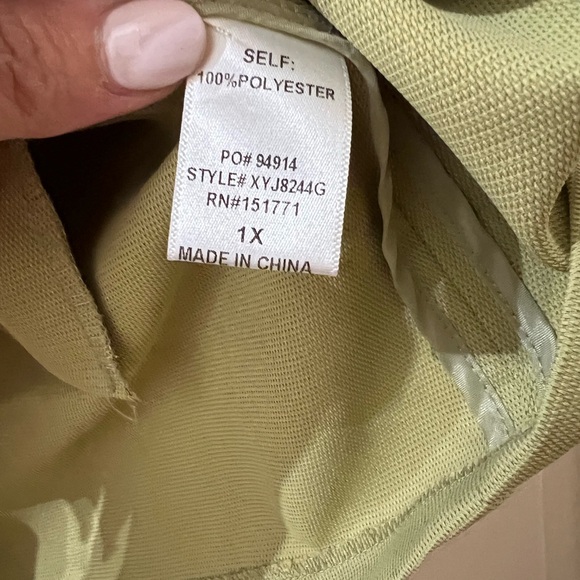 SELF:
100%POLYESTER
PO# 94914
STYLE# XYJ8244G
RN#151771
1X
MADE IN CHINA